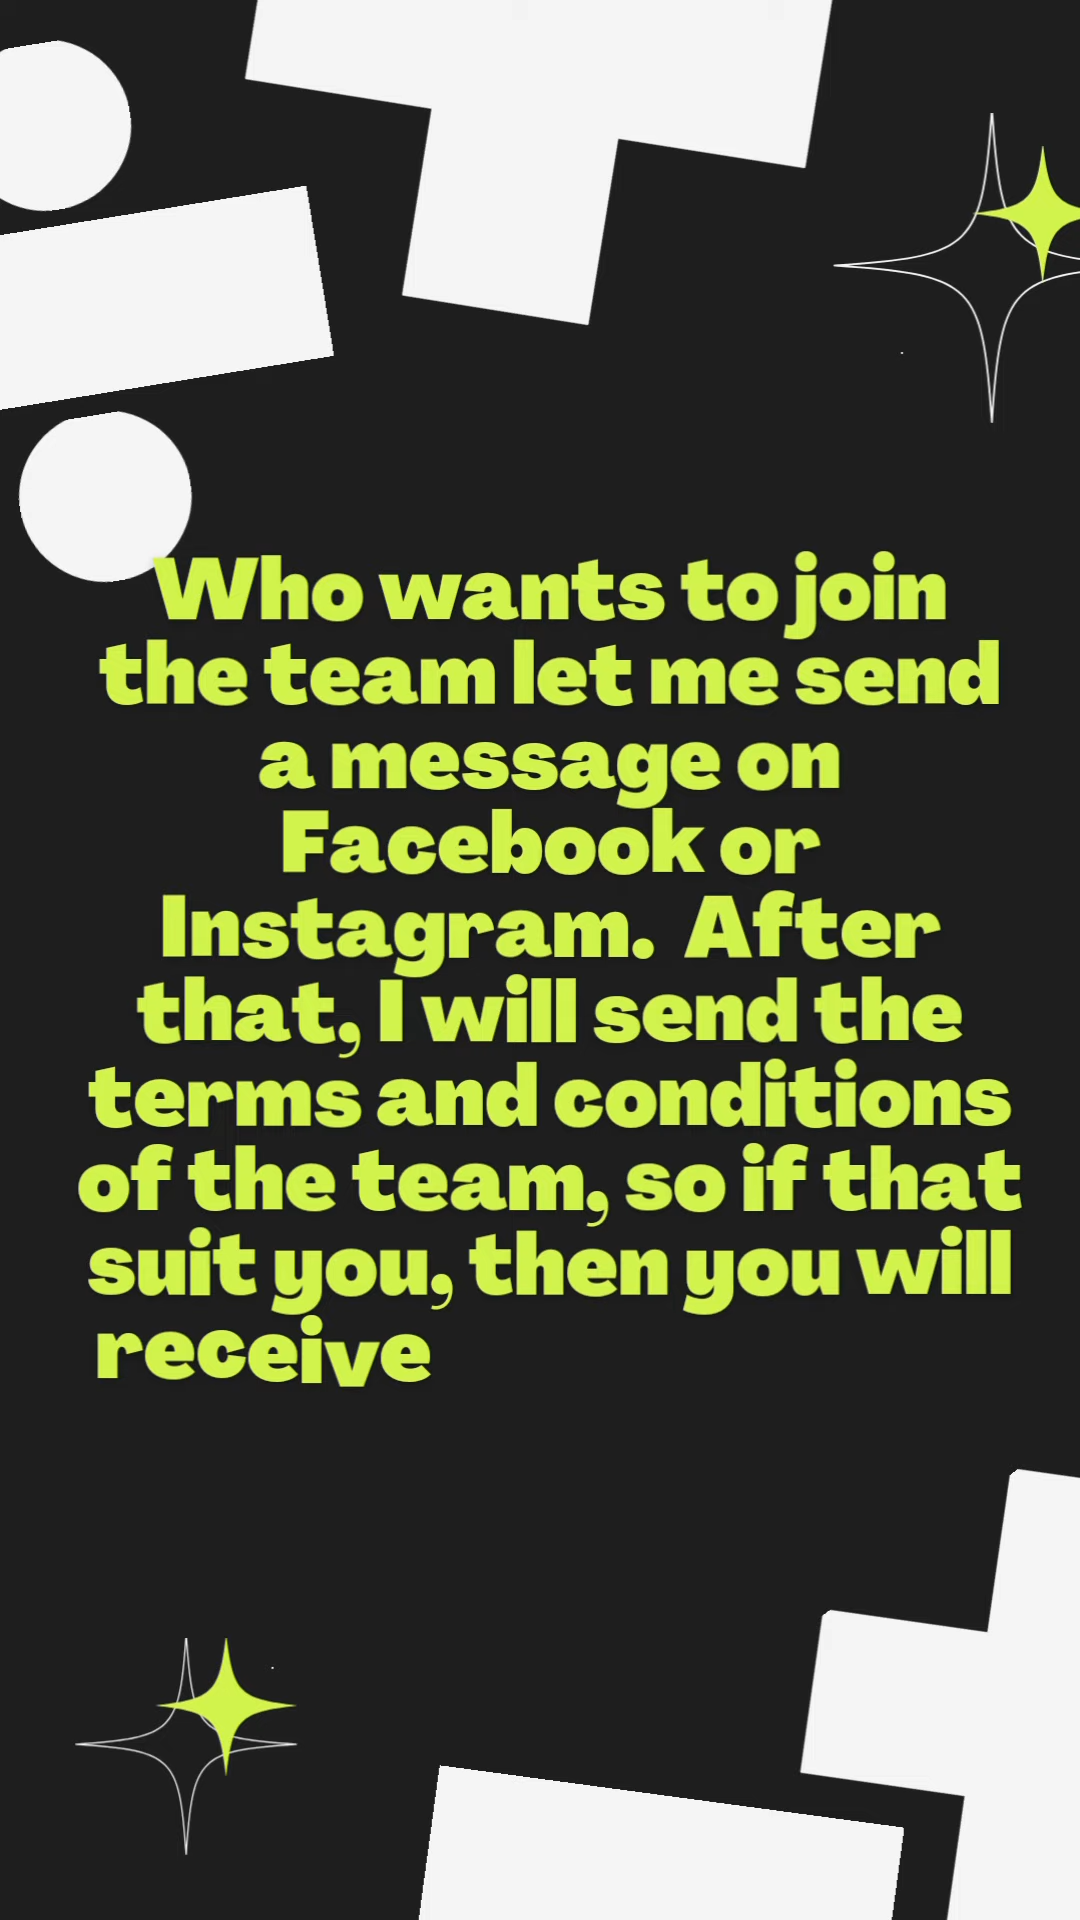 Who wants to join
the team let me send
a message on
Facebook or
Instagram. After
that, I will send the
terms and conditions
of the team, so if that
suit you, then you will
receive